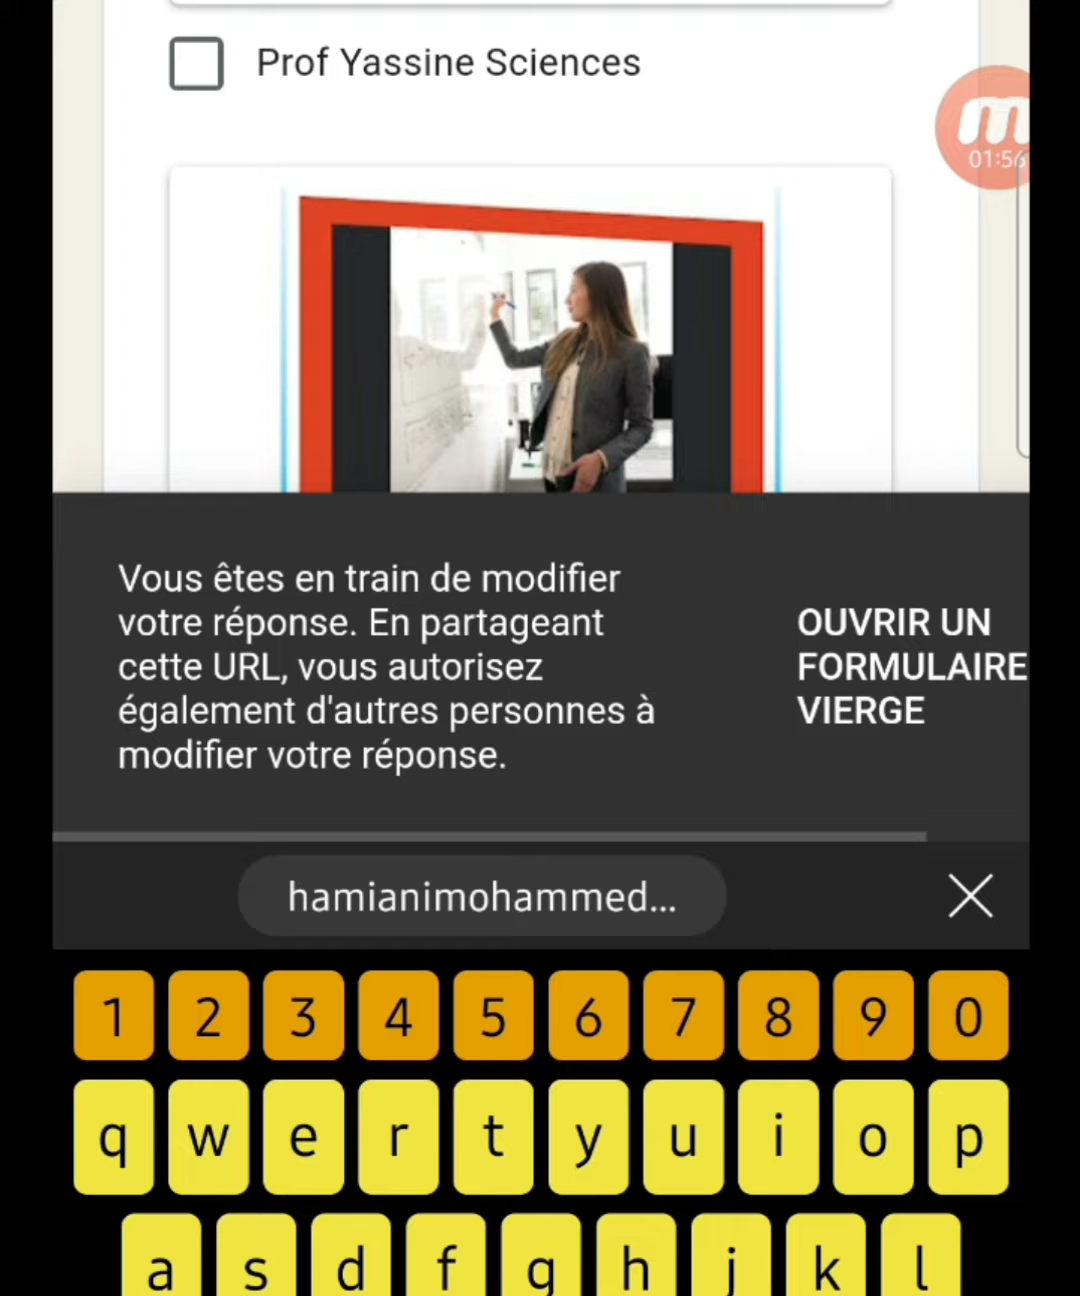 Prof Yassine Sciences
01:56
Vous êtes en train de modifier
votre réponse. En partageant
cette URL, vous autorisez
également d'autres personnes à
modifier votre réponse.
OUVRIR UN
FORMULAIRE
VIERGE
hamianimohammed...
1 2 3 4 5 6 7 8 9 0
q w e r t y u i o p
a s d f g h j k l